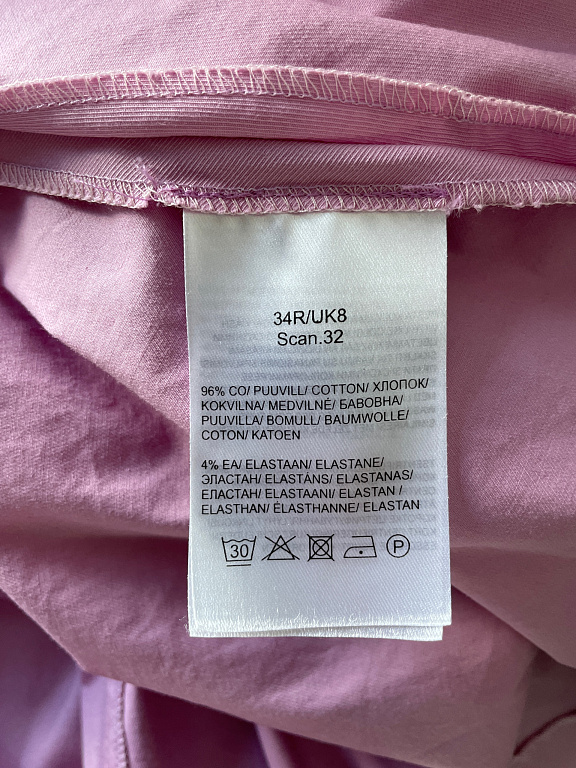 34R/UK8
Scan.32
96% CO/ PUUVILL/ COTTON/ ХЛОПОК/
KOKVILNA/ MEDVILNĖ/ БАВОВНА/
PUUVILLA/ BOMULL/ BAUMWOLLE/
COTON/ KATOEN
4% EA/ ELASTAAN/ ELASTANE/
ЭЛАСТАН/ ELASTĀNS/ ELASTANAS/
ЕЛАСТАН/ ELASTAANI/ ELASTAN /
ELASTHAN/ ÉLASTHANNE/ ELASTAN
30 P